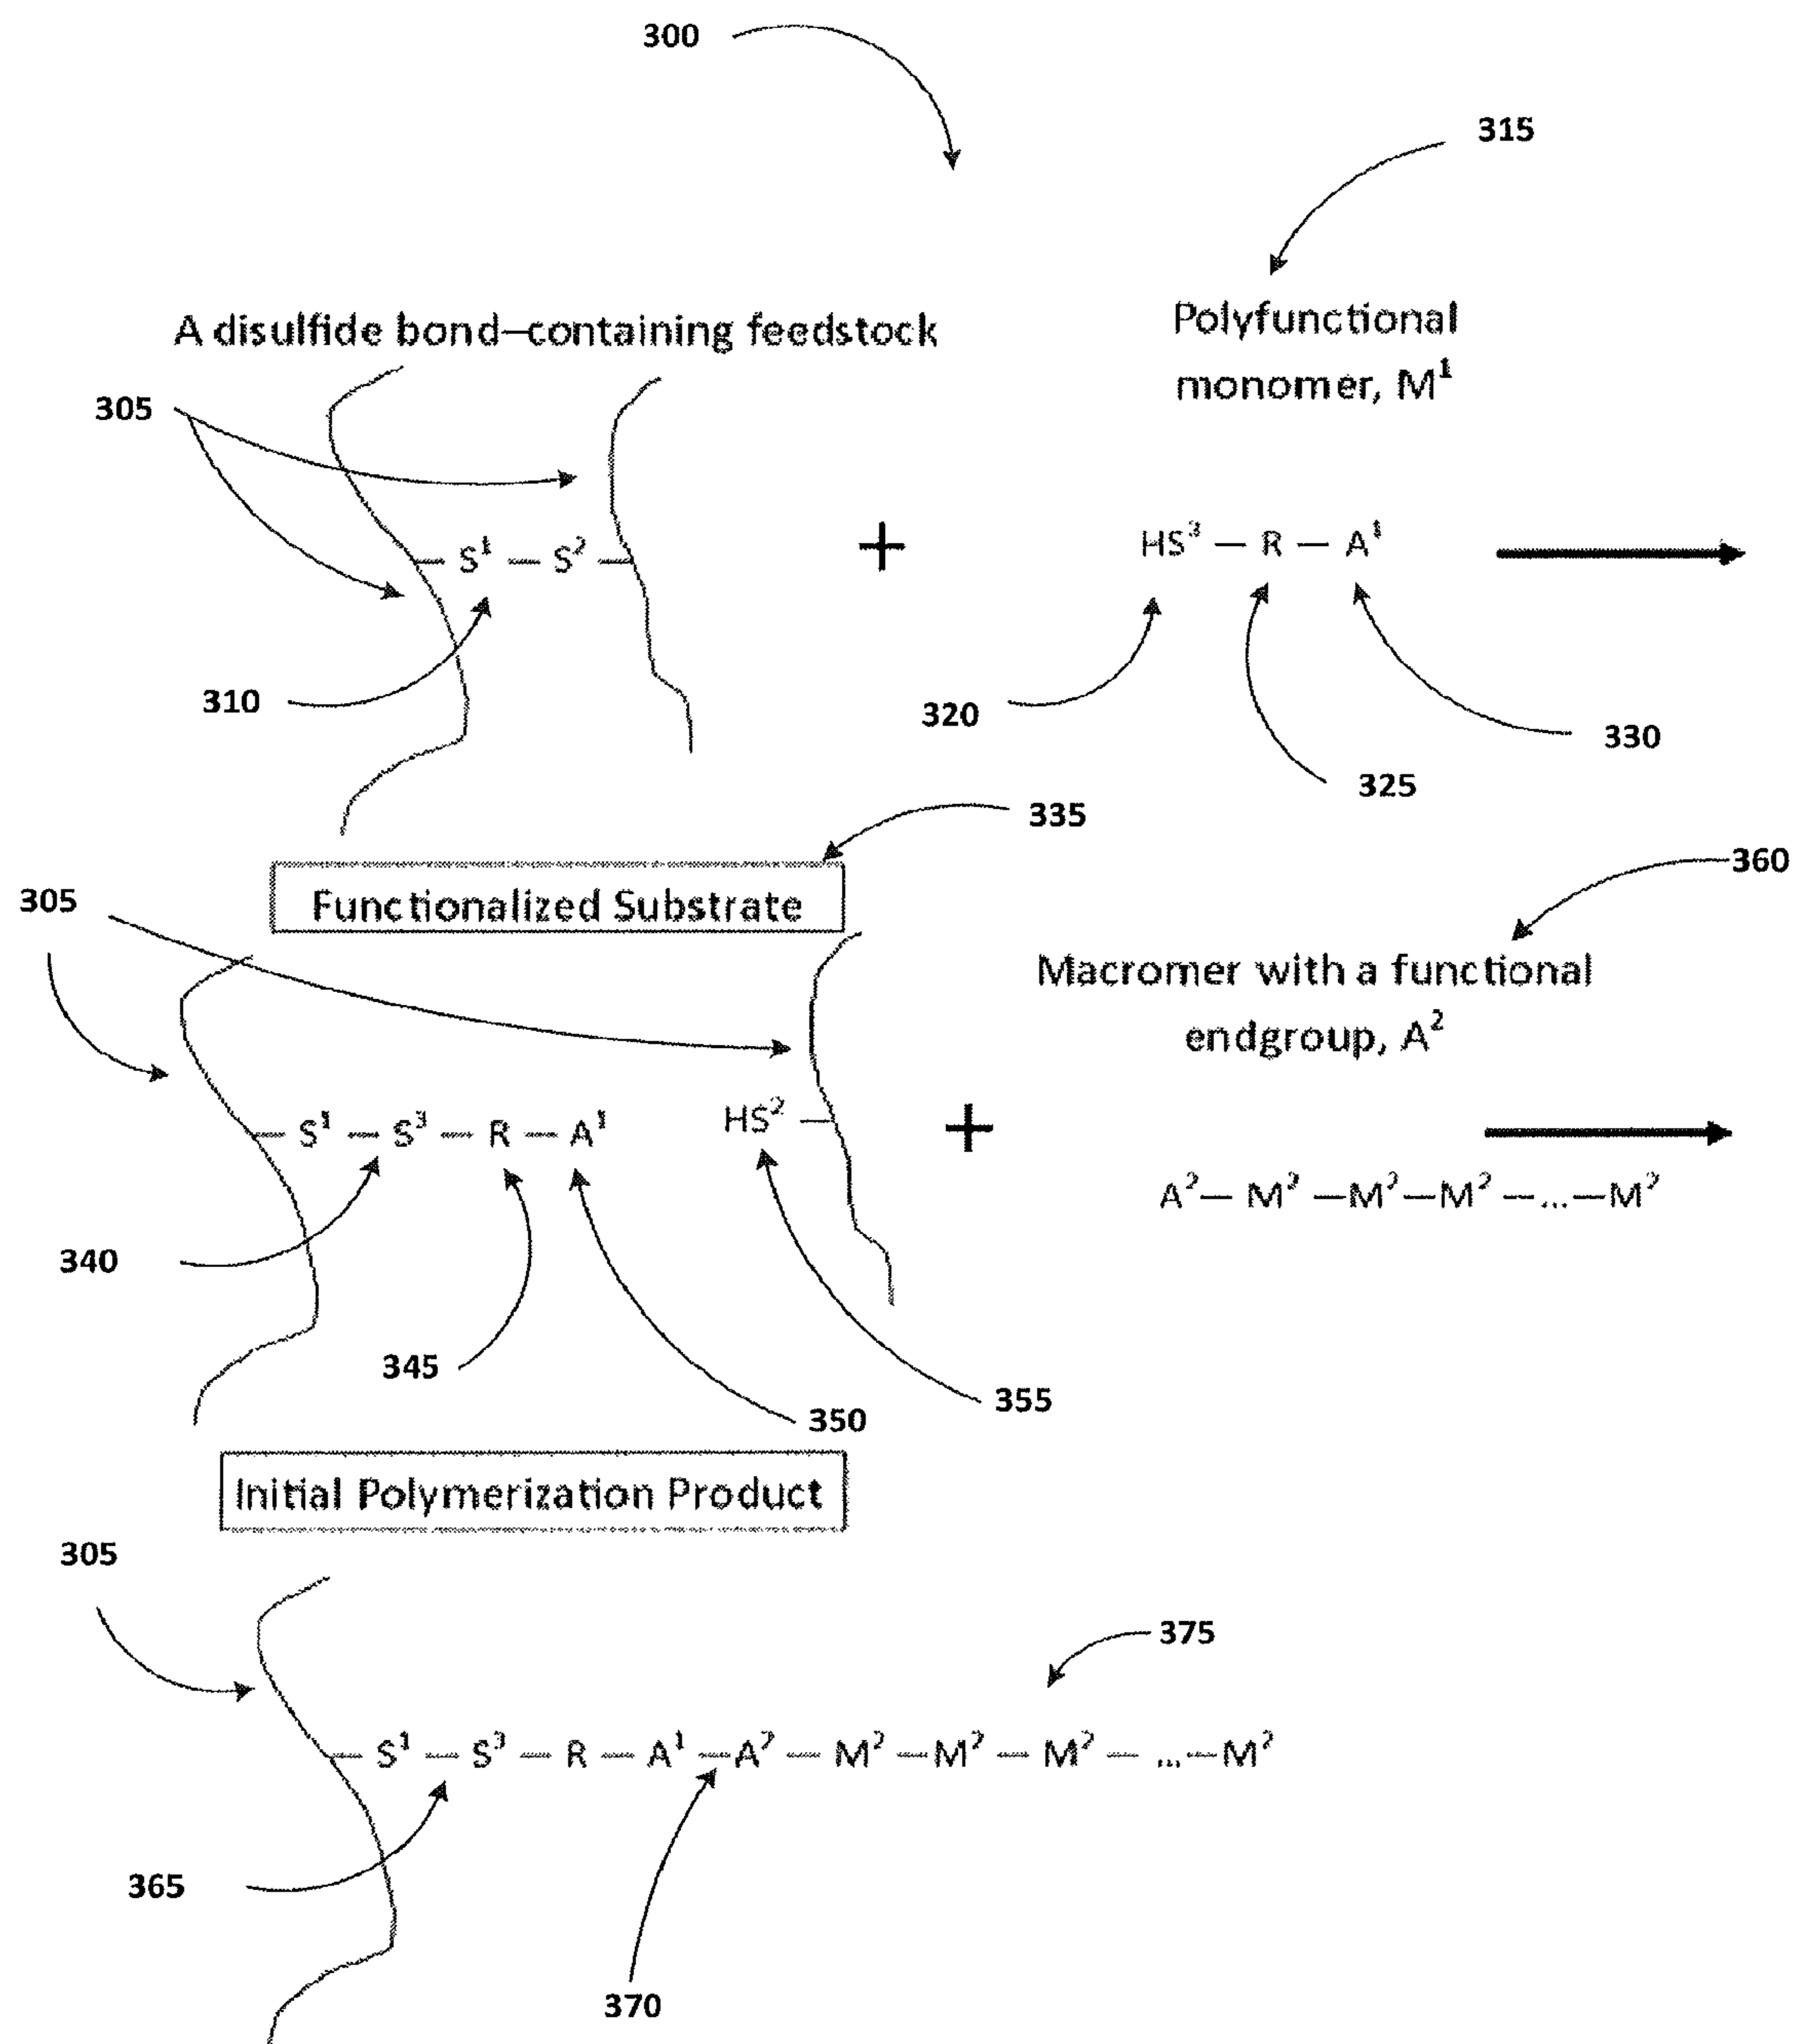 300
315
A disulfide bond–containing feedstock
Polyfunctional
monomer, M¹
305
S¹ — S²
+
HS³ — R — A¹
310
320
330
325
335
Functionalized Substrate
360
305
Macromer with a functional
endgroup, A²
S¹ — S³ — R — A¹
HS²
+
A² — M² — M² — M² — ... — M²
340
345
355
350
Initial Polymerization Product
305
375
S¹ — S³ — R — A¹ — A² — M² — M² — M² — ... — M²
365
370